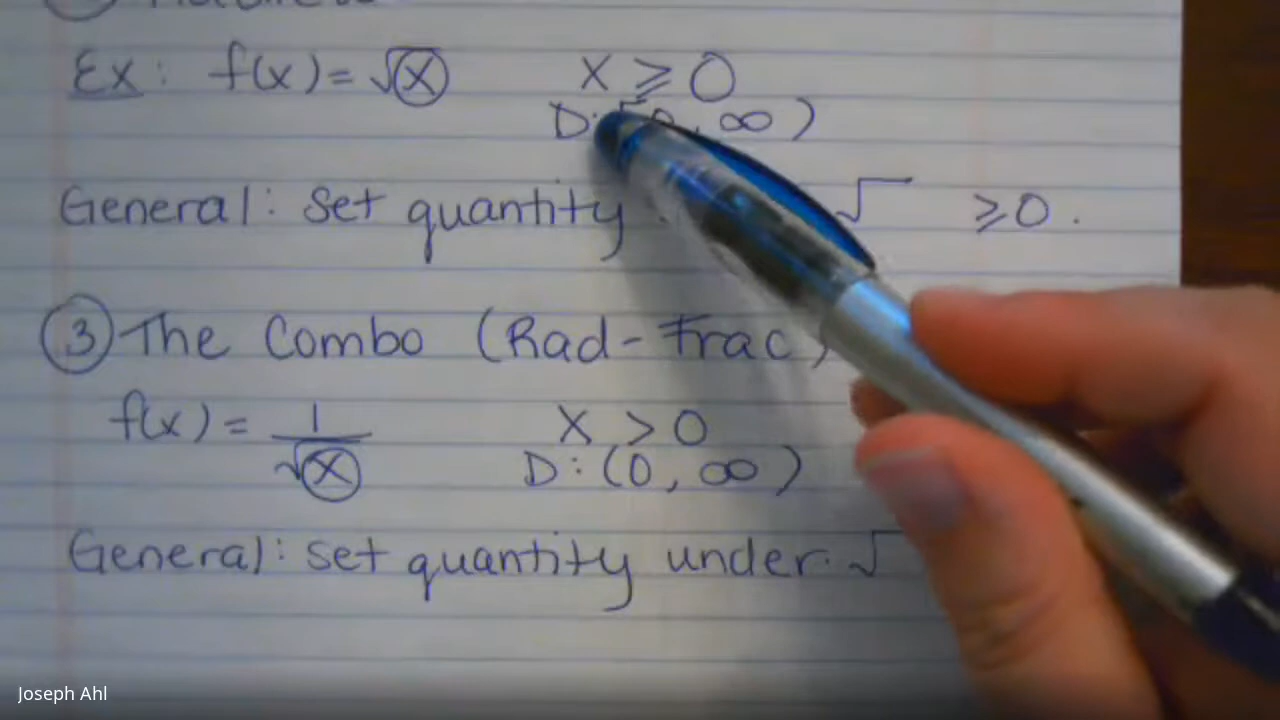 Ex: f(x) = √x x ≥ 0
D: [0, ∞)
General: set quantity √ ≥ 0.
③ The Combo (Rad-Frac)
f(x) = 1/√x x > 0
D: (0, ∞)
General: set quantity under √
Joseph Ahl